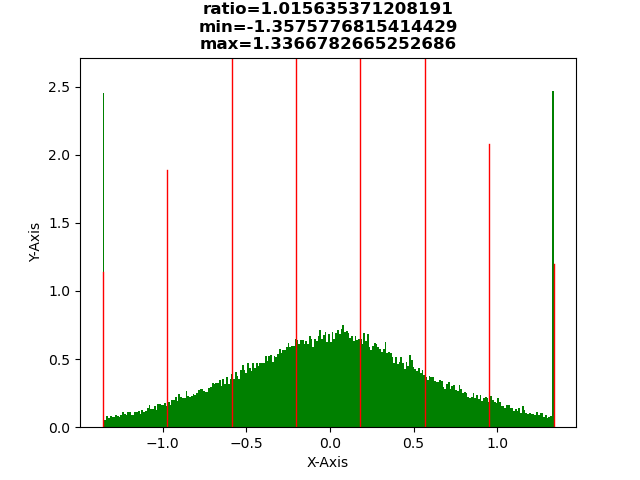 ratio=1.015635371208191
min=-1.3575776815414429
max=1.3366782665252686
2.5
2.0
1.5
1.0
0.5
0.0
Y-Axis
−1.0 −0.5 0.0 0.5 1.0
X-Axis